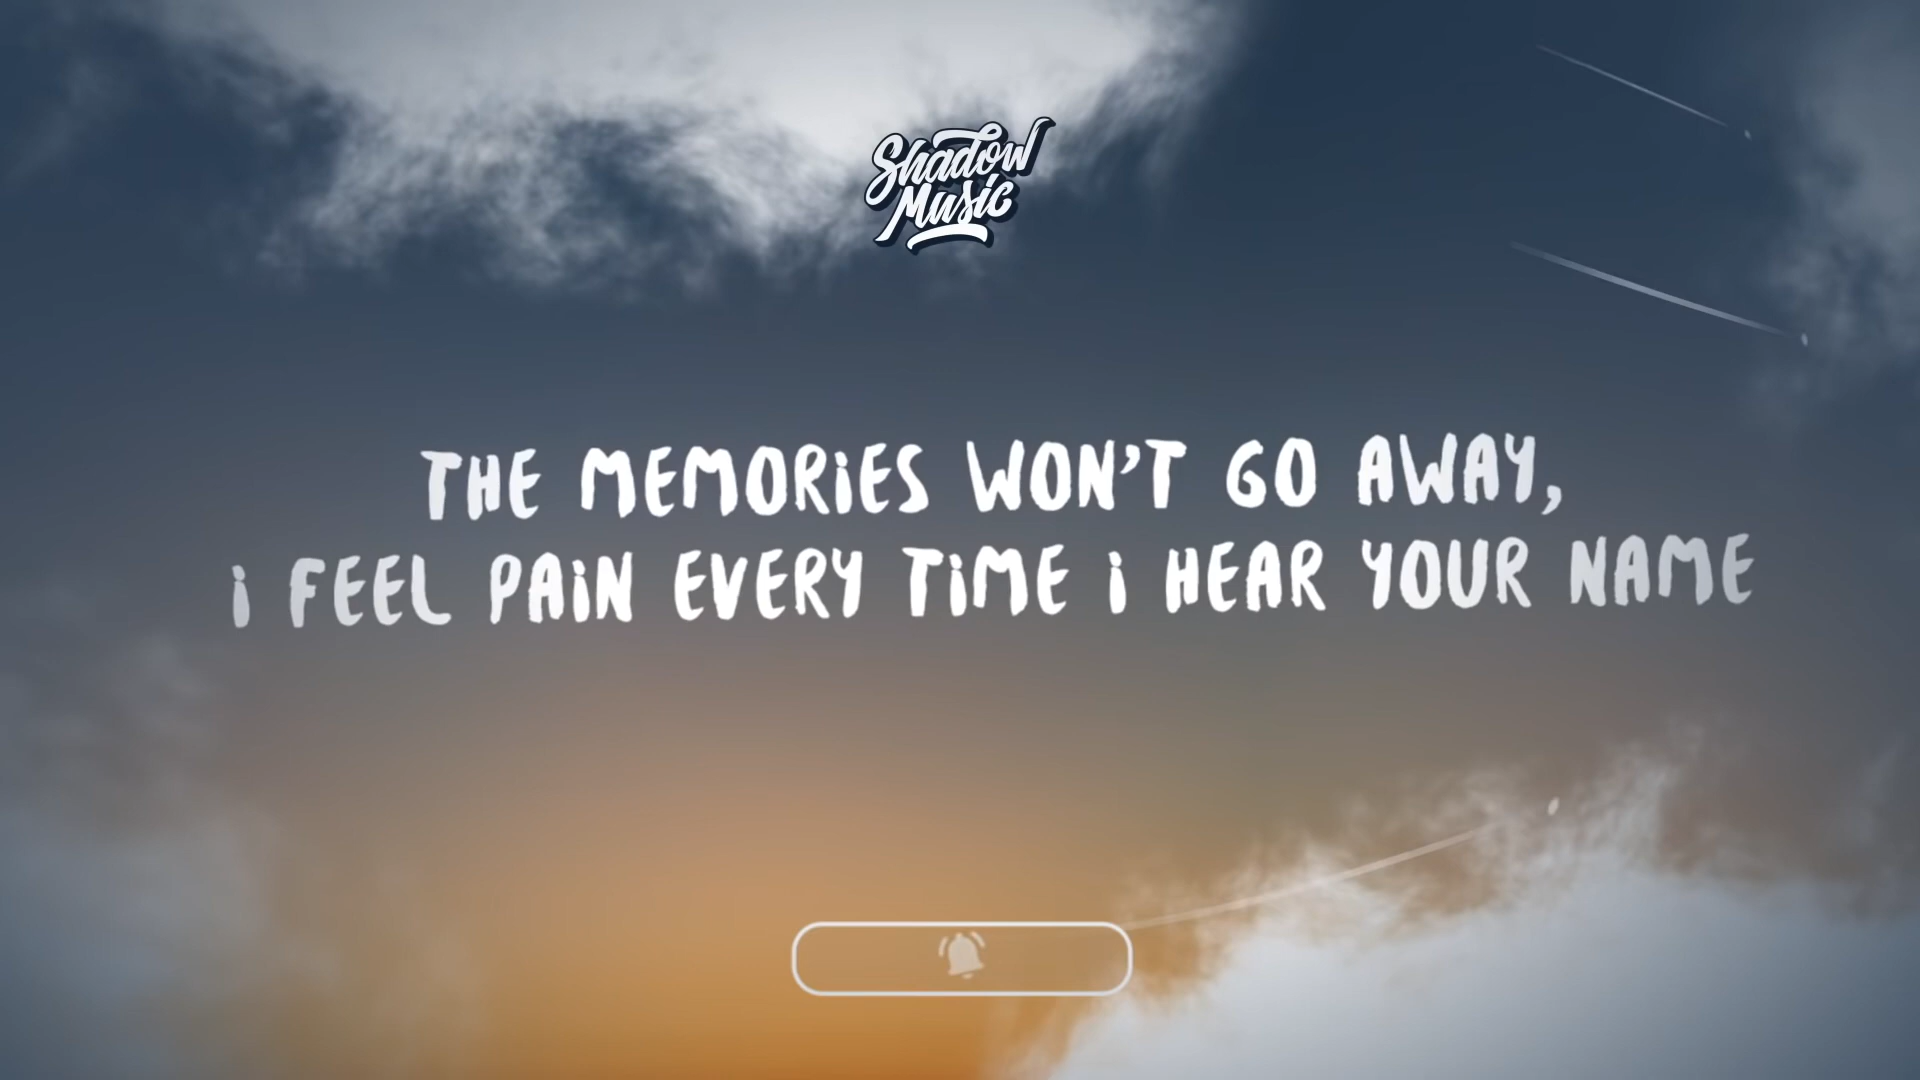 Shadow
Music
THE MEMORiES WON'T GO AWAY,
i FEEL PAiN EVERY TiME i HEAR YOUR NAME